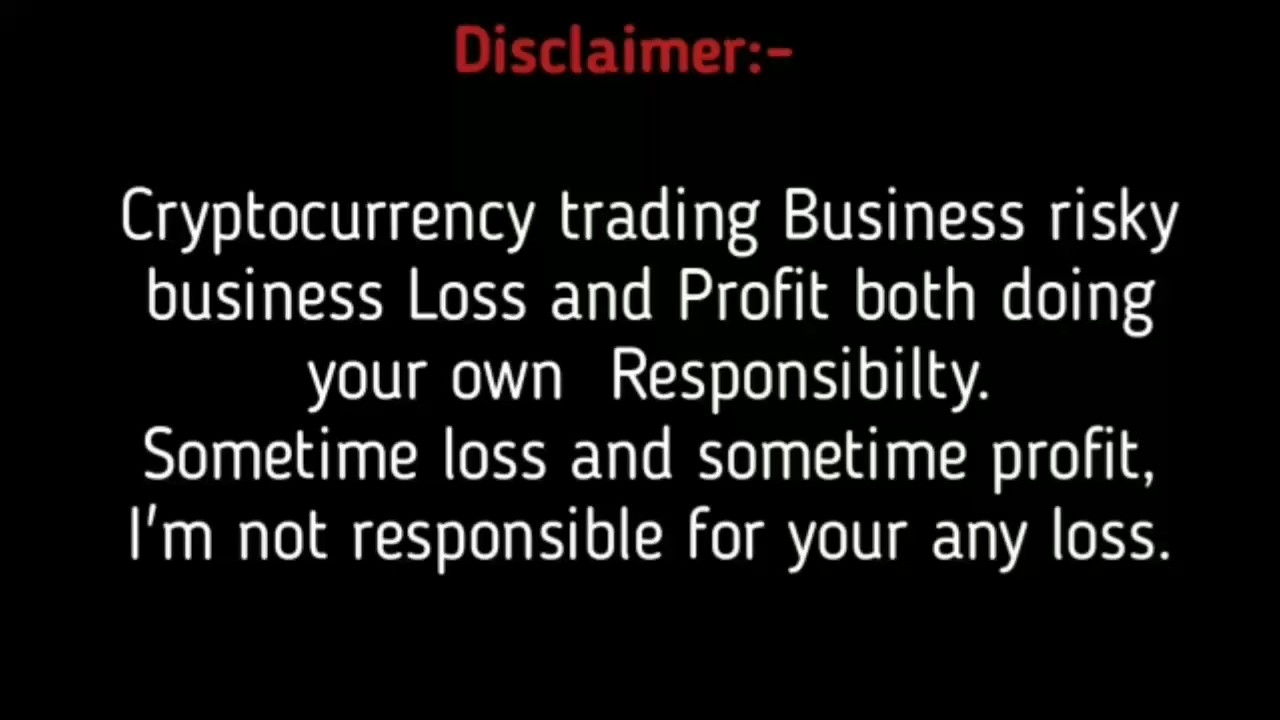 Disclaimer:-
Cryptocurrency trading Business risky
business Loss and Profit both doing
your own Responsibilty.
Sometime loss and sometime profit,
I'm not responsible for your any loss.